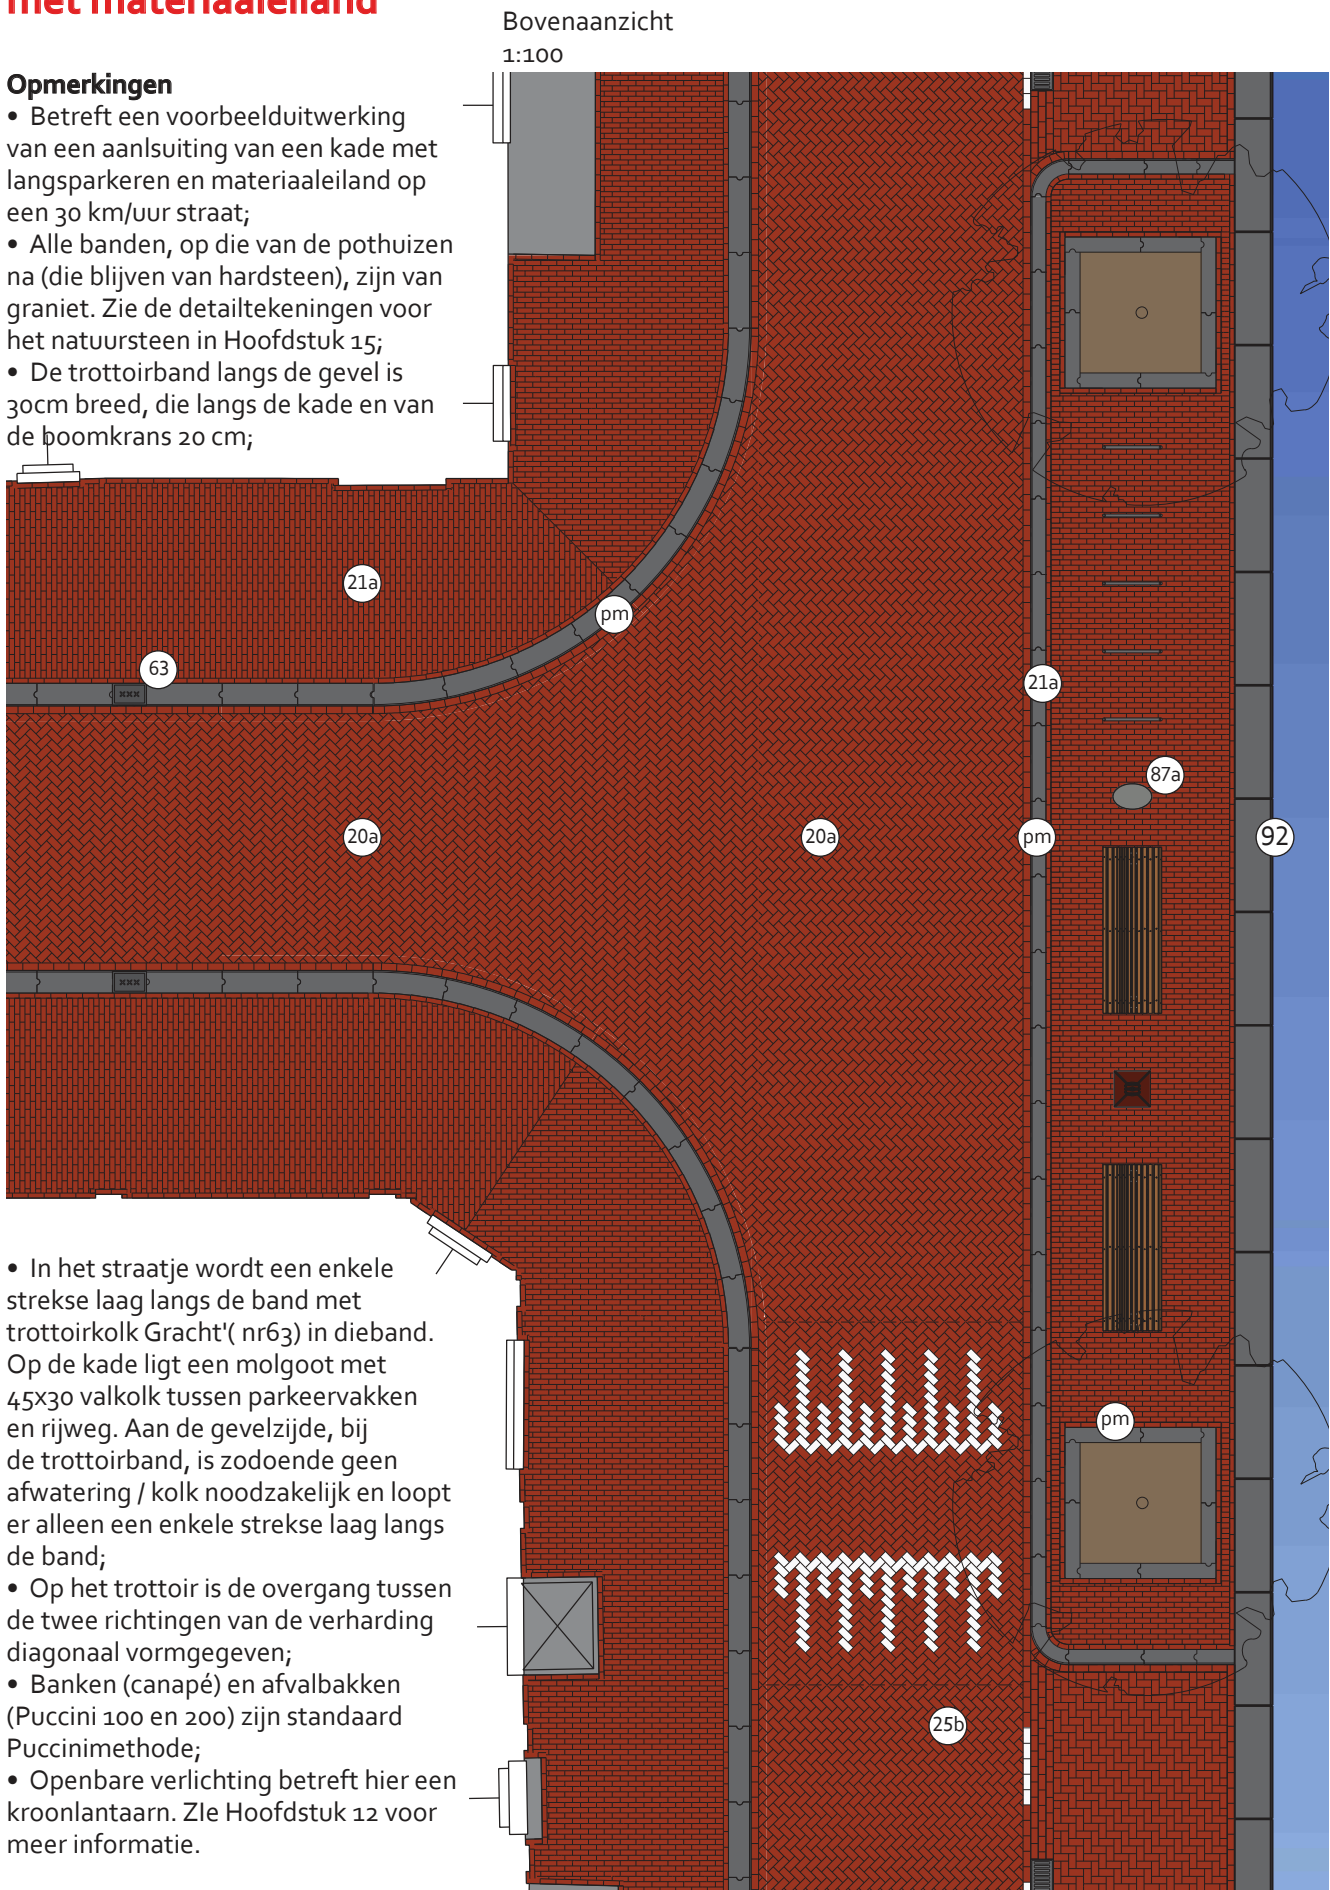 met materiaaleiland
Bovenaanzicht
1:100
Opmerkingen
• Betreft een voorbeelduitwerking
van een aanlsuiting van een kade met
langsparkeren en materiaaleiland op
een 30 km/uur straat;
• Alle banden, op die van de pothuizen
na (die blijven van hardsteen), zijn van
graniet. Zie de detailtekeningen voor
het natuursteen in Hoofdstuk 15;
• De trottoirband langs de gevel is
30cm breed, die langs de kade en van
de boomkrans 20 cm;
21a
pm
63
21a
87a
20a
20a
pm
92
xxx
xxx
• In het straatje wordt een enkele
strekse laag langs de band met
trottoirkolk Gracht'( nr63) in dieband.
Op de kade ligt een molgoot met
45x30 valkolk tussen parkeervakken
en rijweg. Aan de gevelzijde, bij
de trottoirband, is zodoende geen
afwatering / kolk noodzakelijk en loopt
er alleen een enkele strekse laag langs
de band;
• Op het trottoir is de overgang tussen
de twee richtingen van de verharding
diagonaal vormgegeven;
• Banken (canapé) en afvalbakken
(Puccini 100 en 200) zijn standaard
Puccinimethode;
• Openbare verlichting betreft hier een
kroonlantaarn. ZIe Hoofdstuk 12 voor
meer informatie.
pm
25b